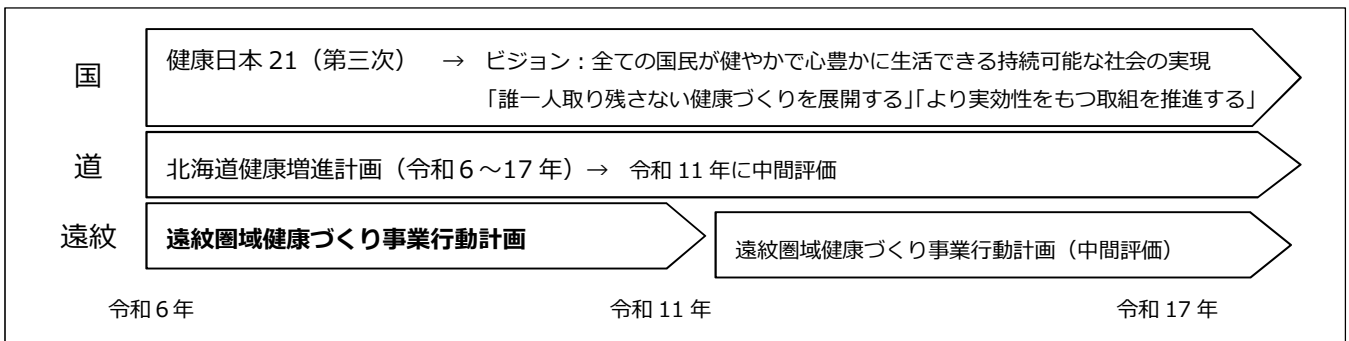 国
健康日本 21（第三次） → ビジョン：全ての国民が健やかで心豊かに生活できる持続可能な社会の実現
「誰一人取り残さない健康づくりを展開する」「より実効性をもつ取組を推進する」
道
北海道健康増進計画（令和６～17 年）→ 令和 11 年に中間評価
遠紋
遠紋圏域健康づくり事業行動計画
遠紋圏域健康づくり事業行動計画（中間評価）
令和６年
令和 11 年
令和 17 年